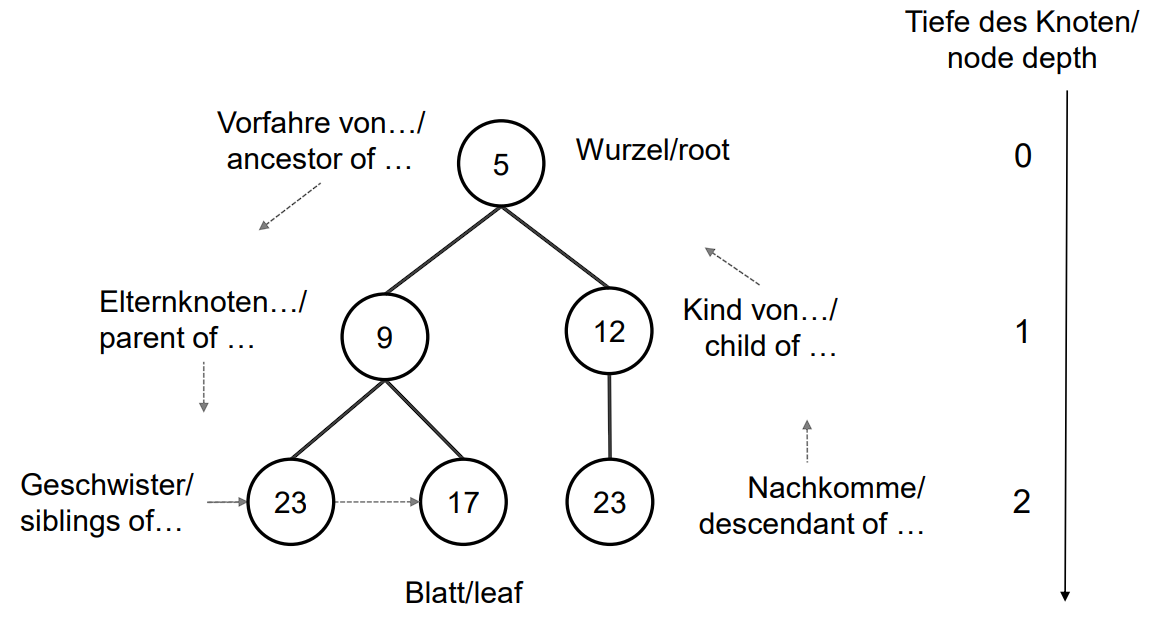 Tiefe des Knoten/
node depth
Vorfahre von…/
ancestor of …
5
Wurzel/root
0
Elternknoten…/
parent of …
9
12
Kind von…/
child of …
1
Geschwister/
siblings of…
23
17
23
Nachkomme/
descendant of …
2
Blatt/leaf